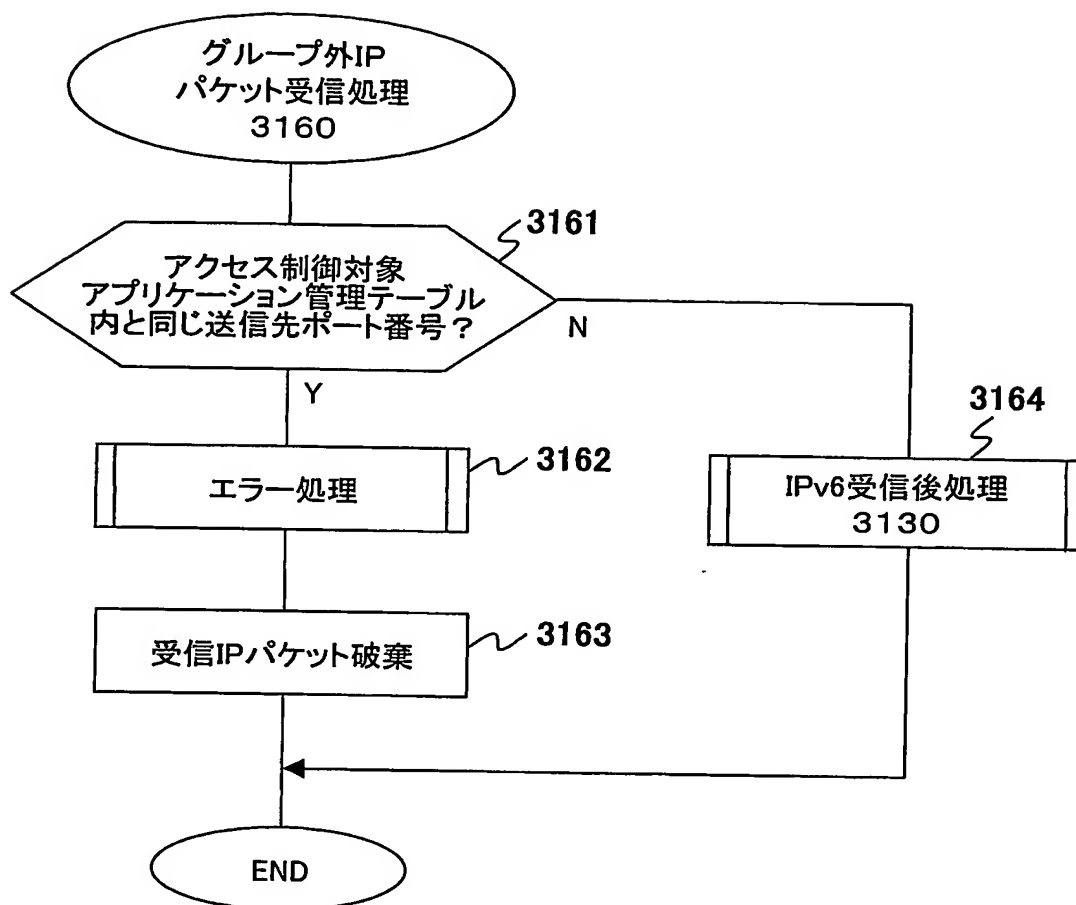 グループ外IP
パケット受信処理
3160
3161
アクセス制御対象
アプリケーション管理テーブル
内と同じ送信先ポート番号?
N
Y
3164
3162
エラー処理
IPv6受信後処理
3130
3163
受信IPパケット破棄
END